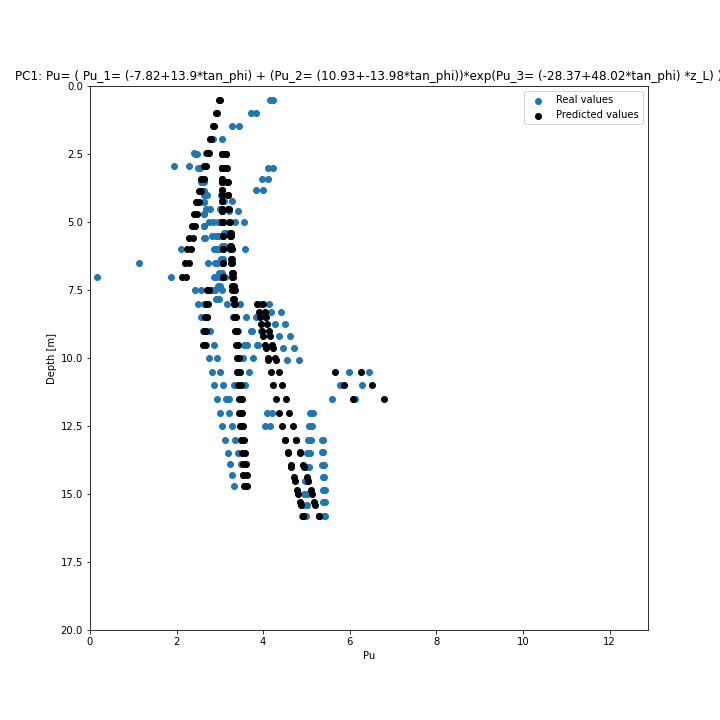 PC1: Pu= ( Pu_1= (-7.82+13.9*tan_phi) + (Pu_2= (10.93+-13.98*tan_phi))*exp(Pu_3= (-28.37+48.02*tan_phi) *z_L) )
Real values
Predicted values
0.0
2.5
5.0
7.5
10.0
12.5
15.0
17.5
20.0
Depth [m]
0 2 4 6 8 10 12
Pu